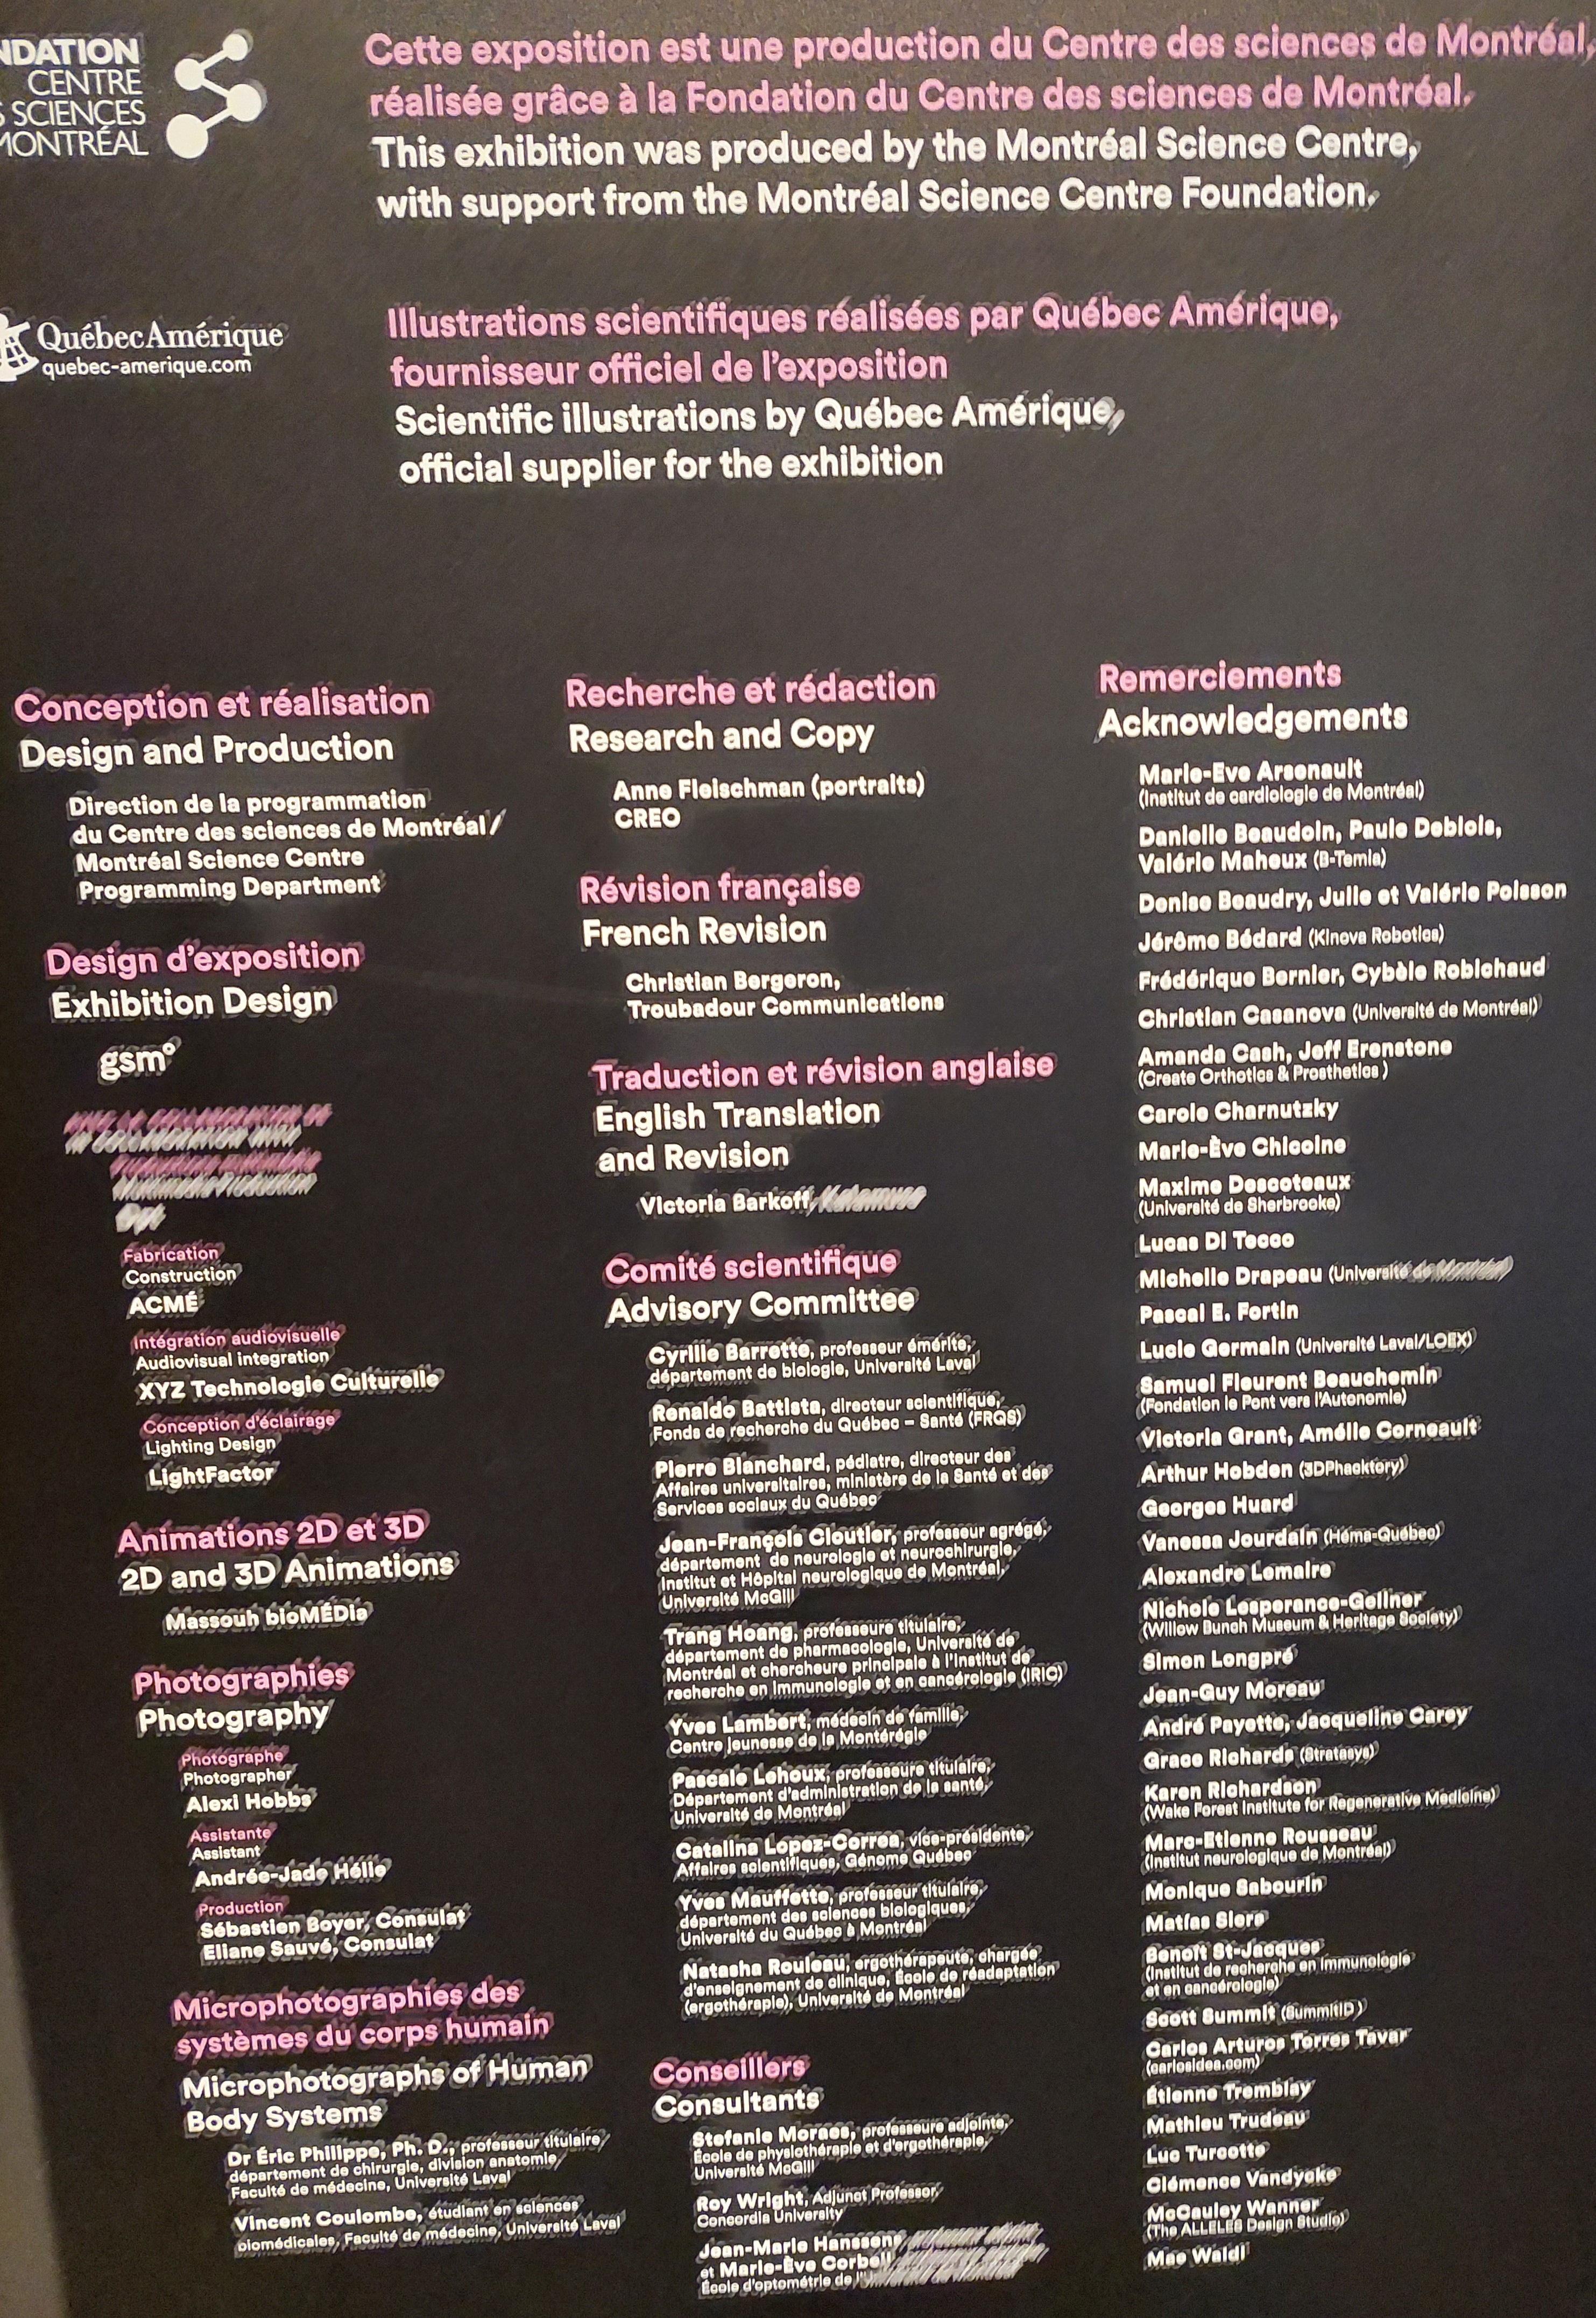 NDATION
CENTRE
S SCIENCES
MONTRÉAL
Cette exposition est une production du Centre des sciences de Montréal,
réalisée grâce à la Fondation du Centre des sciences de Montréal.
This exhibition was produced by the Montréal Science Centre,
with support from the Montréal Science Centre Foundation.
QuébecAmérique
quebec-amerique.com
Illustrations scientifiques réalisées par Québec Amérique,
fournisseur officiel de l'exposition
Scientific illustrations by Québec Amérique,
official supplier for the exhibition
Conception et réalisation
Design and Production
Direction de la programmation
du Centre des sciences de Montréal/
Montréal Science Centre
Programming Department
Design d'exposition
Exhibition Design
gsm°
Fabrication
Construction
ACMÉ
Intégration audiovisuelle
Audiovisual integration
XYZ Technologie Culturelle
Conception d'éclairage
Lighting Design
LightFactor
Animations 2D et 3D
2D and 3D Animations
Massouh bioMÉDia
Photographies
Photography
Photographe
Photographer
Alexi Hobbs
Assistante
Assistant
Andrée-Jade Hélie
Production
Sébastien Boyer, Consulat
Eliane Sauvé, Consulat
Microphotographies des
systèmes du corps humain
Microphotographs of Human
Body Systems
Dr Éric Philippe, Ph. D., professeur titulaire,
département de chirurgie, division anatomie,
Faculté de médecine, Université Laval
Vincent Coulombe, étudiant en sciences
biomédicales, Faculté de médecine, Université Laval
Recherche et rédaction
Research and Copy
Anne Fleischman (portraits)
CREO
Révision française
French Revision
Christian Bergeron,
Troubadour Communications
Traduction et révision anglaise
English Translation
and Revision
Victoria Barkoff,
Comité scientifique
Advisory Committee
Cyrille Barrette, professeur émérite,
département de biologie, Université Laval
Renaldo Battista, directeur scientifique,
Fonds de recherche du Québec – Santé (FRQS)
Pierre Blanchard, pédiatre, directeur des
Affaires universitaires, ministère de la Santé et des
Services sociaux du Québec
Jean-François Cloutier, professeur agrégé,
département de neurologie et neurochirurgie,
Institut et Hôpital neurologique de Montréal,
Université McGill
Trang Hoang, professeure titulaire,
département de pharmacologie, Université de
Montréal et chercheure principale à l'Institut de
recherche en immunologie et en cancérologie (IRIC)
Yves Lambert, médecin de famille,
Centre jeunesse de la Montérégie
Pascale Lehoux, professeure titulaire,
Département d'administration de la santé,
Université de Montréal
Catalina Lopez-Correa, vice-présidente,
Affaires scientifiques, Génome Québec
Yves Mauffette, professeur titulaire,
département des sciences biologiques,
Université du Québec à Montréal
Natasha Rouleau, ergothérapeute, chargée
d'enseignement de clinique, École de réadaptation
(ergothérapie), Université de Montréal
Conseillers
Consultants
Stefanie Moraes, professeure adjointe,
École de physiothérapie et d'ergothérapie,
Université McGill
Roy Wright, Adjunct Professor,
Concordia University
Jean-Marie Hanssens,
et Marie-Ève Corbeil
École d'optométrie de
Remerciements
Acknowledgements
Marie-Eve Arsenault
(Institut de cardiologie de Montréal)
Danielle Beaudoin, Paule Deblois,
Valérie Maheux (B-Temia)
Denise Beaudry, Julie et Valérie Poisson
Jérôme Bédard (Kinova Robotics)
Frédérique Bernier, Cybèle Robichaud
Christian Casanova (Université de Montréal)
Amanda Cash, Jeff Erenstone
(Create Orthotics & Prosthetics)
Carole Charnutzky
Marie-Ève Chicoine
Maxime Descoteaux
(Université de Sherbrooke)
Lucas Di Tecco
Michelle Drapeau (Université de Montréal)
Pascal E. Fortin
Lucie Germain (Université Laval/LOEX)
Samuel Fleurent Beauchemin
(Fondation le Pont vers l'Autonomie)
Victoria Grant, Amélie Corneault
Arthur Hobden (3DPhacktory)
Georges Huard
Vanessa Jourdain (Héma-Québec)
Alexandre Lemaire
Nichole Lesperance-Gellner
(Willow Bunch Museum & Heritage Society)
Simon Longpré
Jean-Guy Moreau
André Payette, Jacqueline Carey
Grace Richards (Stratasys)
Karen Richardson
(Wake Forest Institute for Regenerative Medicine)
Marc-Etienne Rousseau
(Institut neurologique de Montréal)
Monique Sabourin
Matías Siers
Benoît St-Jacques
(Institut de recherche en immunologie
et en cancérologie)
Scott Summit (SummitID)
Carlos Arturos Torres Tovar
(carlosidea.com)
Étienne Tremblay
Mathieu Trudeau
Luc Turcotte
Clémence Vandycke
McCauley Wanner
(The ALLELES Design Studio)
Mae Waldi